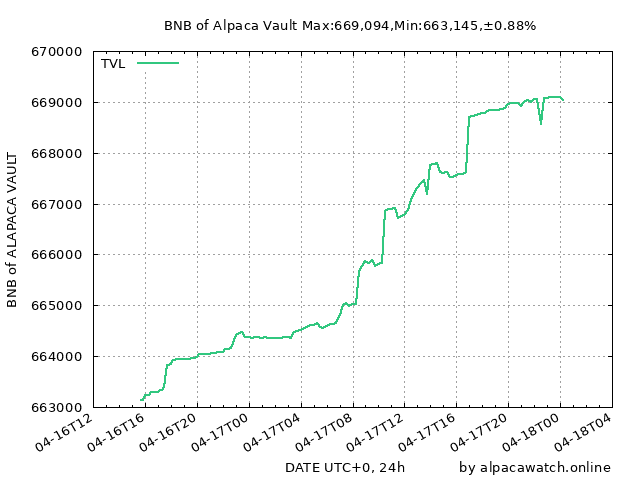 BNB of Alpaca Vault Max:669,094,Min:663,145,±0.88%
TVL
BNB of ALAPACA VAULT
670000
669000
668000
667000
666000
665000
664000
663000
04-16T12
04-16T16
04-16T20
04-17T00
04-17T04
04-17T08
04-17T12
04-17T16
04-17T20
04-18T00
04-18T04
DATE UTC+0, 24h
by alpacawatch.online